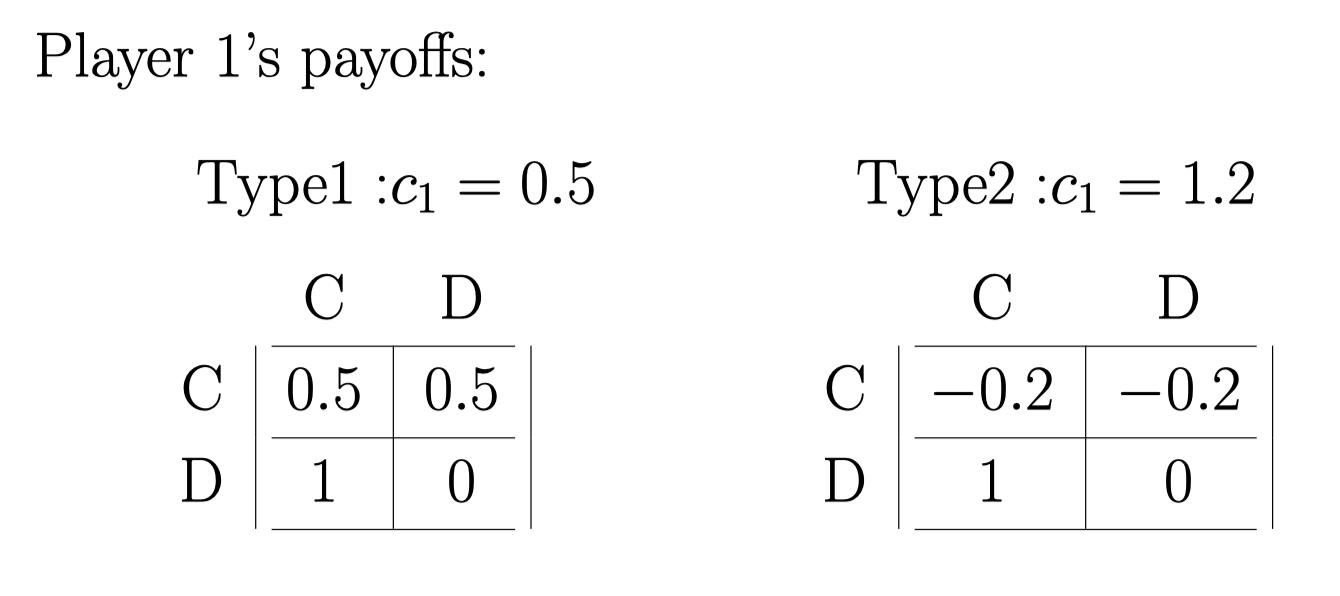 Player 1's payoffs:
Type1 :c₁ = 0.5 Type2 :c₁ = 1.2
C D C D
C 0.5 0.5 C −0.2 −0.2
D 1 0 D 1 0